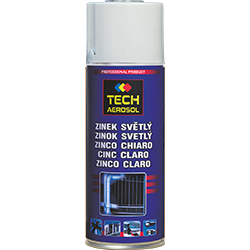 PROFESSIONAL PRODUCT
TECH
AEROSOL
ZINEK SVĚTLÝ
ZINOK SVETLÝ
ZINCO CHIARO
CINC CLARO
ZINCO CLARO